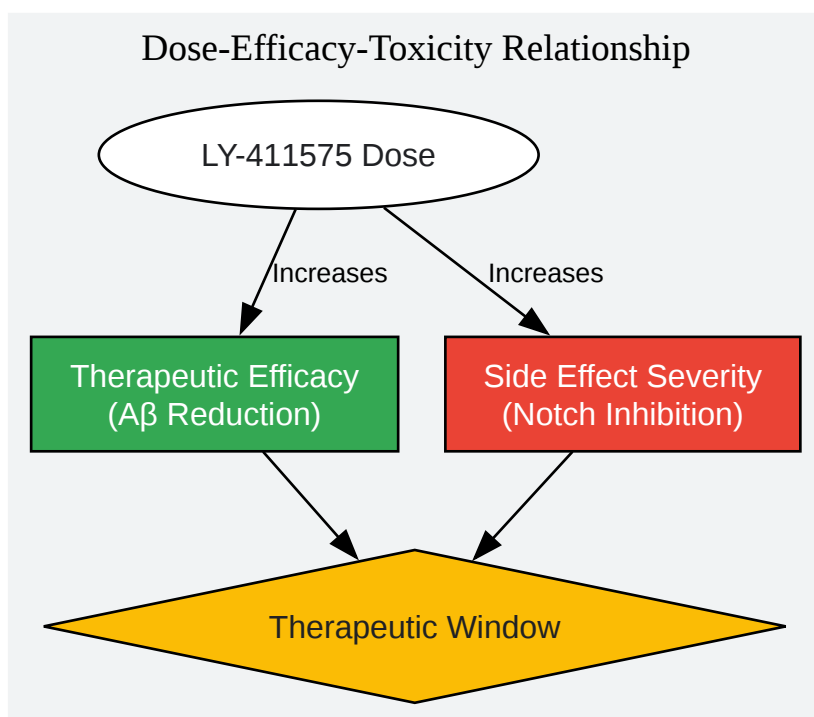 Dose-Efficacy-Toxicity Relationship
LY-411575 Dose
Increases
Increases
Therapeutic Efficacy
(Aβ Reduction)
Side Effect Severity
(Notch Inhibition)
Therapeutic Window